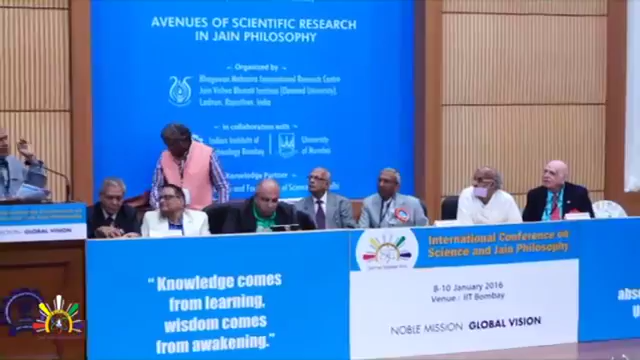 AVENUES OF SCIENTIFIC RESEARCH
IN JAIN PHILOSOPHY
Organized by
Bhagawan Mahavira International Research Centre
Jain Vishva Bharati Institute (Deemed University),
Ladnun, Rajasthan, India
In collaboration with
Indian Institute of
Technology Bombay
University
of Mumbai
Knowledge Partner
GLOBAL VISION
" Knowledge comes
from learning,
wisdom comes
from awakening."
International Conference on
Science and Jain Philosophy
8-10 January 2016
Venue : IIT Bombay
NOBLE MISSION GLOBAL VISION